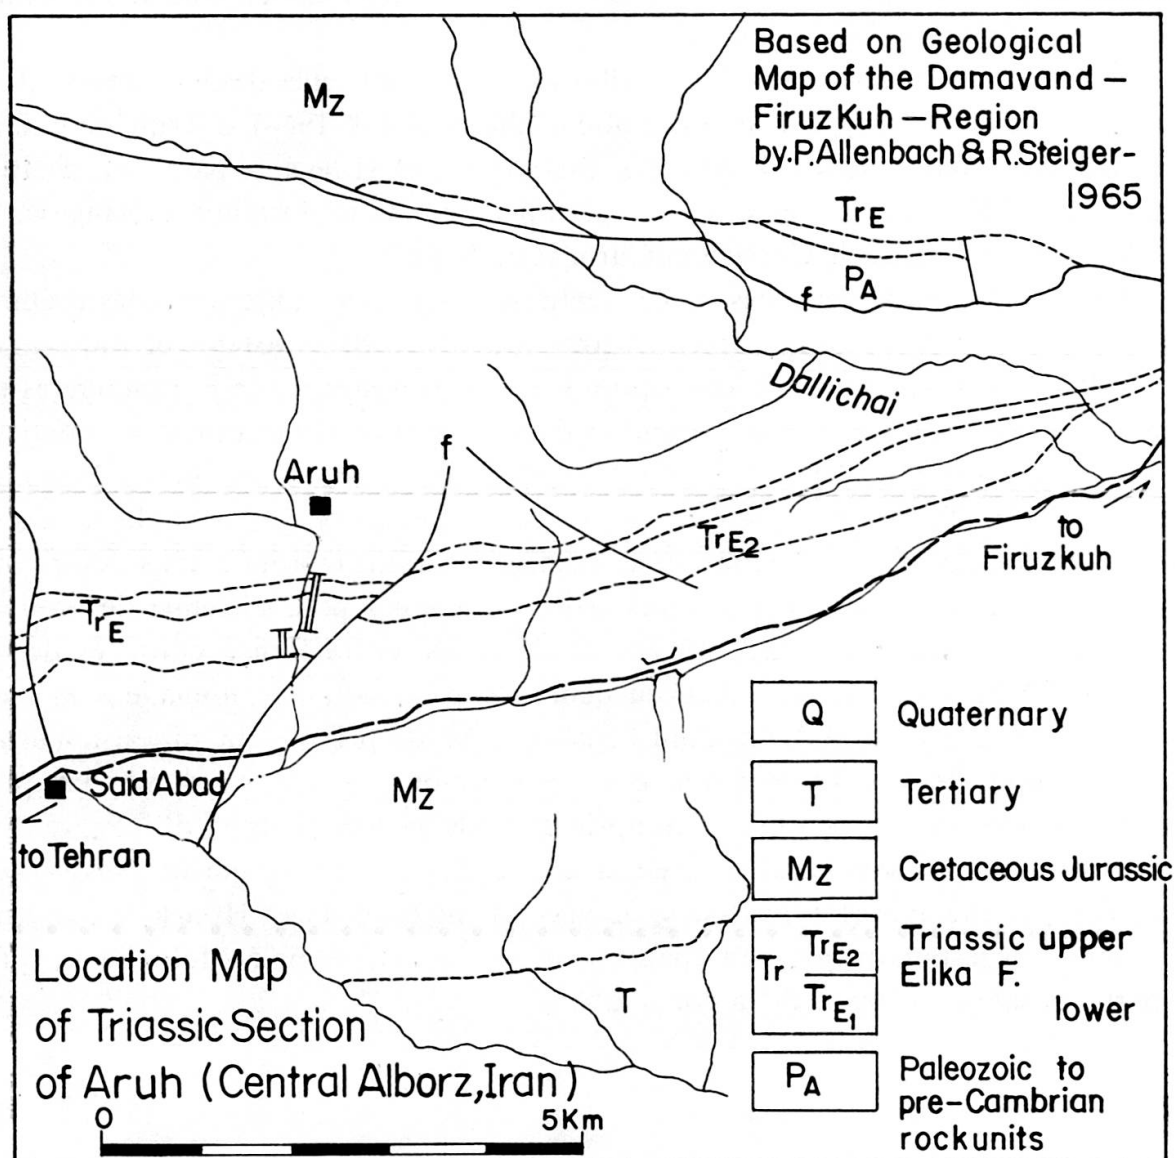 Based on Geological
Map of the Damavand –
FiruzKuh – Region
by.P.Allenbach & R.Steiger-
1965
Mz
TrE
PA
f
Dallichai
f
Aruh
TrE2
to
Firuzkuh
TrE
Said Abad
Mz
to Tehran
T
Q Quaternary
T Tertiary
Mz Cretaceous Jurassic
Tr TrE2 Triassic upper
Elika F.
TrE1 lower
PA Paleozoic to
pre-Cambrian
rockunits
Location Map
of Triassic Section
of Aruh (Central Alborz,Iran)
0 5Km